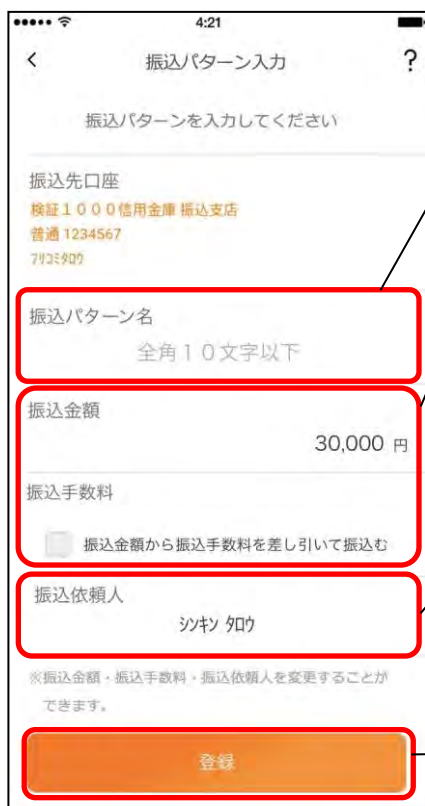 4:21
振込パターン入力 ?
振込パターンを入力してください
振込先口座
検証１０００信用金庫 振込支店
普通 1234567
ﾌﾘｺﾐﾀﾛｳ
振込パターン名
全角１０文字以下
振込金額
30,000 円
振込手数料
振込金額から振込手数料を差し引いて振込む
振込依頼人
ｼﾝｷﾝ ﾀﾛｳ
※振込金額・振込手数料・振込依頼人を変更することが
できます。
登録